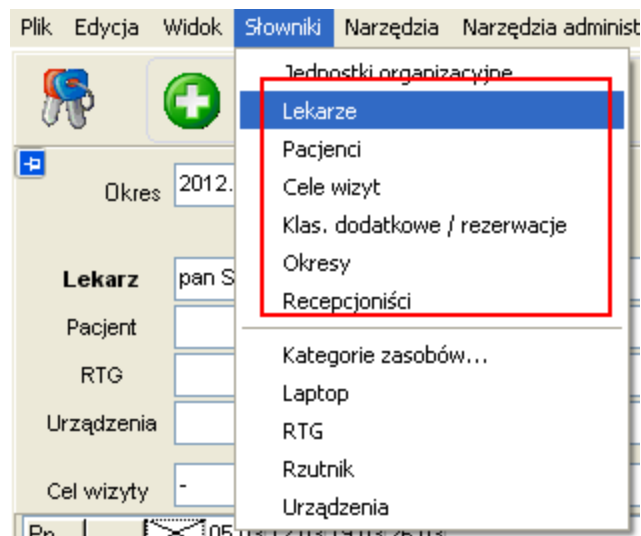 Plik Edycja Widok Słowniki Narzędzia Narzędzia administ
Jednostki organizacyjne
Lekarze
Pacjenci
Okres 2012.
Cele wizyt
Klas. dodatkowe / rezerwacje
Okresy
Lekarz pan S
Recepcjoniści
Pacjent
Kategorie zasobów...
RTG
Laptop
Urządzenia
RTG
Rzutnik
Cel wizyty -
Urządzenia
Pn